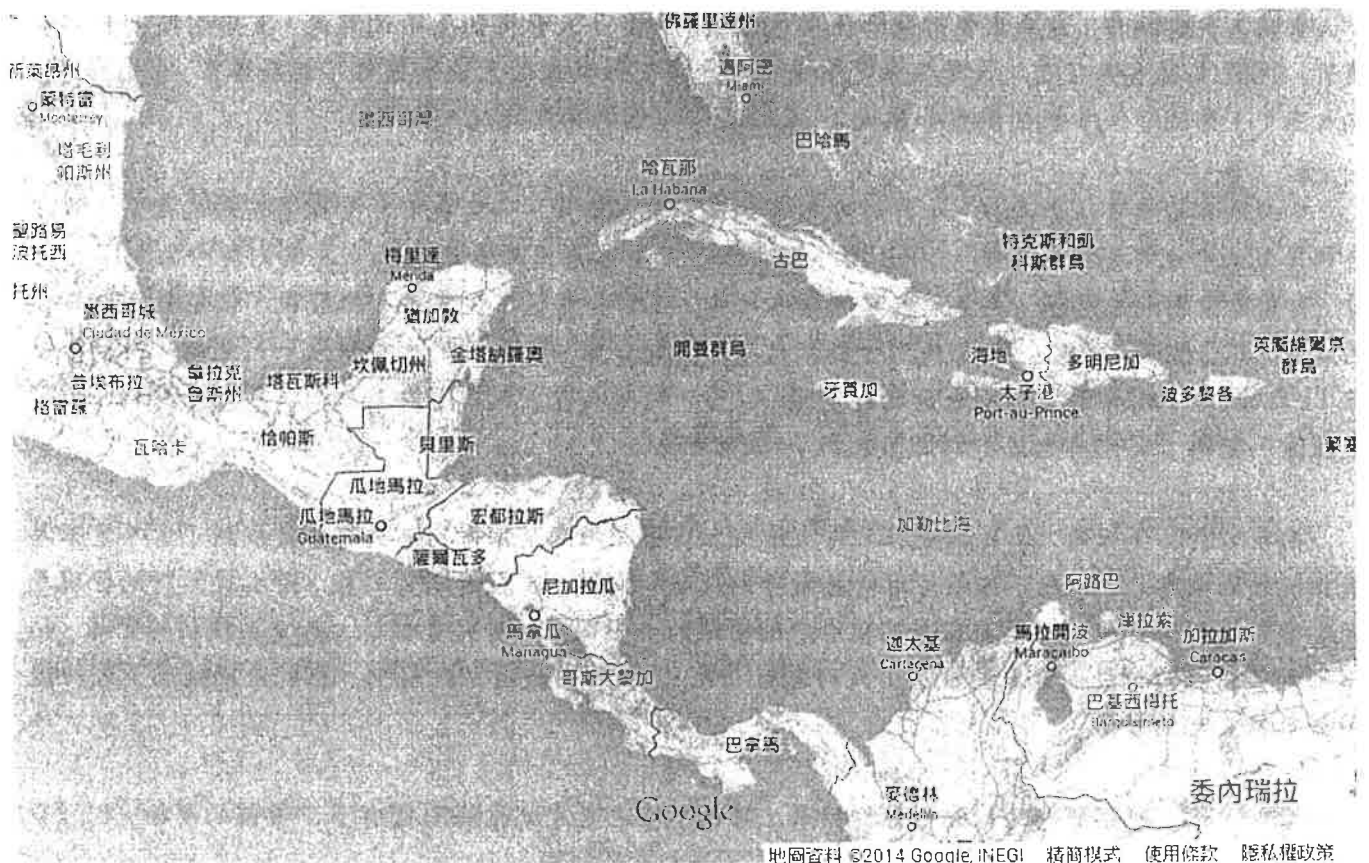 佛羅里達州
邁阿密
Miami
新萊昂州
蒙特雷
Monterrey
墨西哥灣
塔毛利
帕斯州
巴哈馬
哈瓦那
La Habana
聖路易
波托西
托州
梅里達
Mérida
古巴
特克斯和凱
科斯群島
墨西哥城
Ciudad de México
猶加敦
坎佩切州
金塔納羅奧
開曼群島
海地
多明尼加
英屬維爾京
群島
普埃布拉
韋拉克
魯斯州
塔瓦斯科
牙買加
太子港
Port-au-Prince
波多黎各
格雷羅
瓦哈卡
恰帕斯
貝里斯
瓜地馬拉
瓜地馬拉
Guatemala
宏都拉斯
薩爾瓦多
加勒比海
尼加拉瓜
馬拿瓜
Managua
阿路巴
哥斯大黎加
迦太基
Cartagena
馬拉開波
Maracaibo
加拉加斯
Caracas
巴基西梅托
Barquisimeto
巴拿馬
麥德林
Medellín
委內瑞拉
Google
地圖資料 ©2014 Google, INEGI 精簡模式 使用條款 隱私權政策